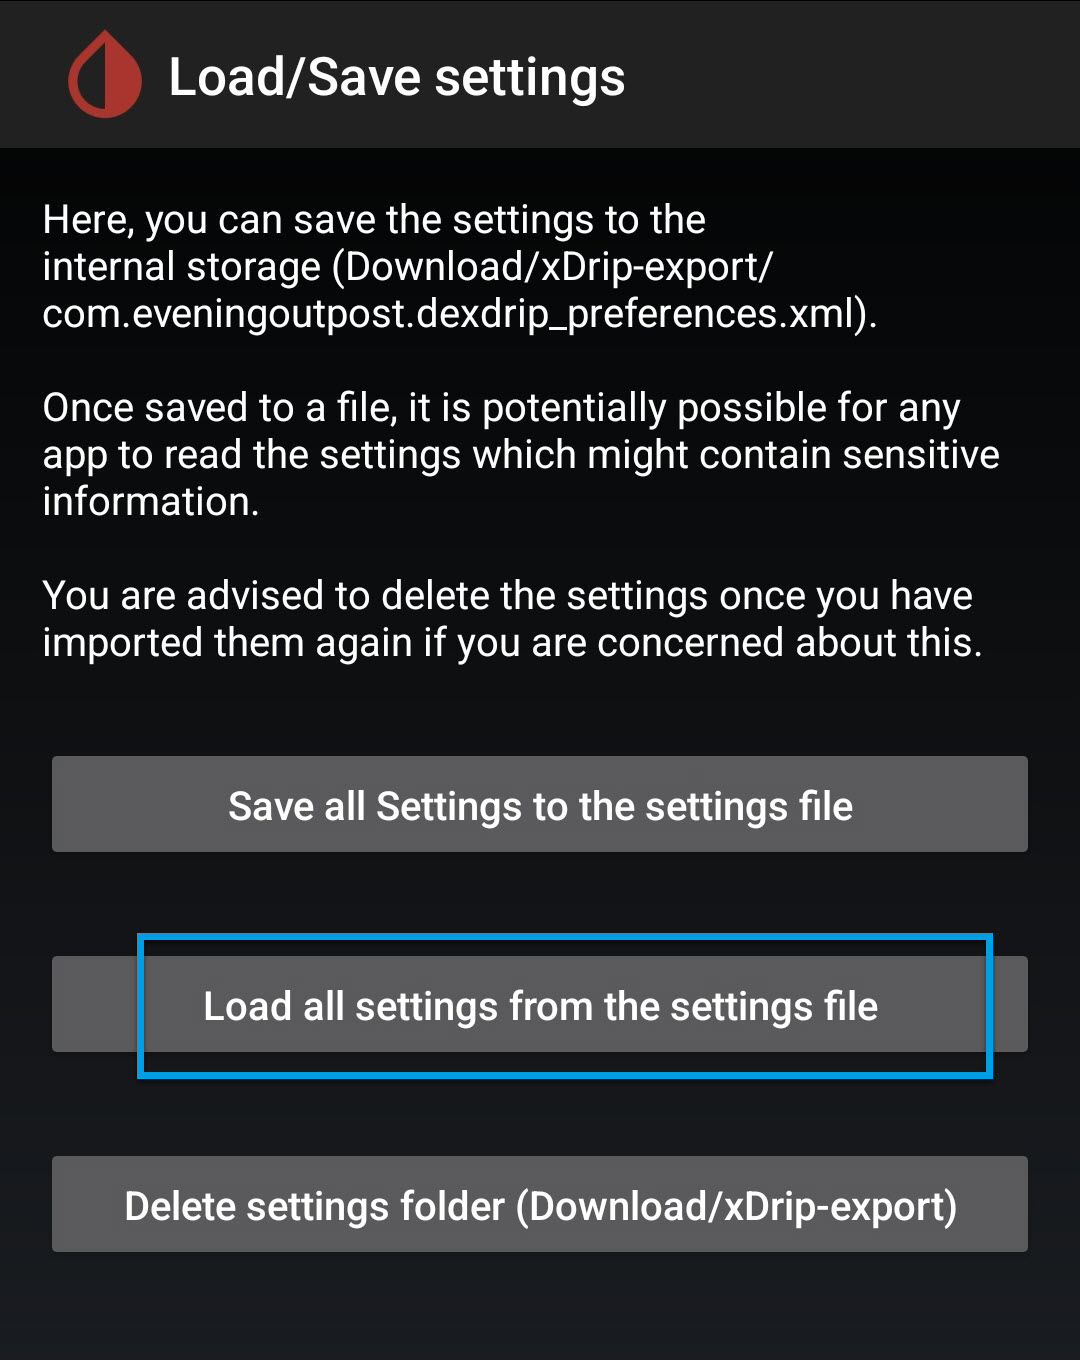 Load/Save settings
Here, you can save the settings to the
internal storage (Download/xDrip-export/
com.eveningoutpost.dexdrip_preferences.xml).
Once saved to a file, it is potentially possible for any
app to read the settings which might contain sensitive
information.
You are advised to delete the settings once you have
imported them again if you are concerned about this.
Save all Settings to the settings file
Load all settings from the settings file
Delete settings folder (Download/xDrip-export)